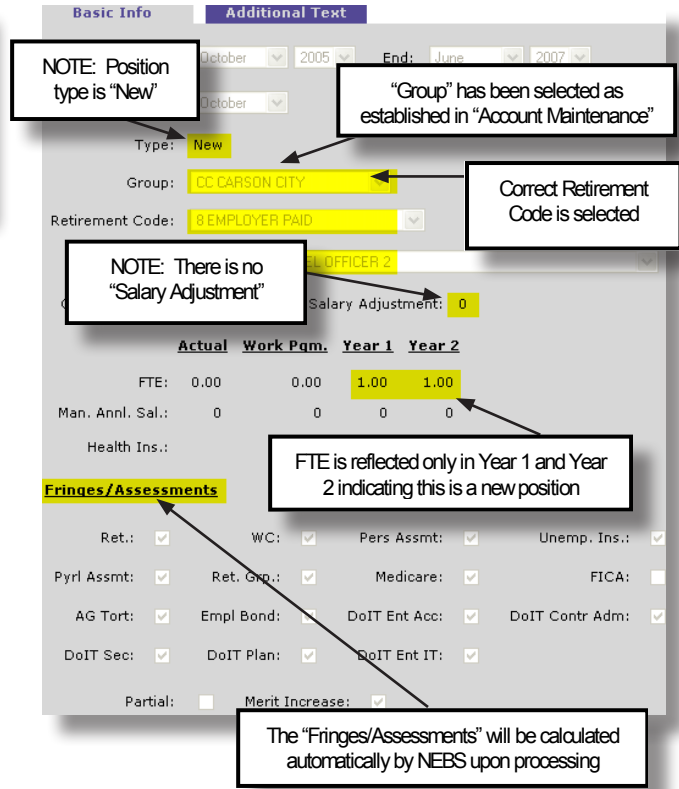 Basic Info Additional Text
October 2005 End: June 2007
NOTE: Position
type is “New”
October
“Group” has been selected as
established in “Account Maintenance”
Type: New
Group: CC CARSON CITY
Correct Retirement
Code is selected
Retirement Code: 8 EMPLOYER PAID
OFFICER 2
NOTE: There is no
“Salary Adjustment”
Salary Adjustment: 0
Actual Work Pgm. Year 1 Year 2
FTE: 0.00 0.00 1.00 1.00
Man. Annl. Sal.: 0 0 0 0
Health Ins.:
FTE is reflected only in Year 1 and Year
2 indicating this is a new position
Fringes/Assessments
Ret.: WC: Pers Assmt: Unemp. Ins.:
Pyrl Assmt: Ret. Grp.: Medicare: FICA:
AG Tort: Empl Bond: DoIT Ent Acc: DoIT Contr Adm:
DoIT Sec: DoIT Plan: DoIT Ent IT:
Partial: Merit Increase:
The “Fringes/Assessments” will be calculated
automatically by NEBS upon processing